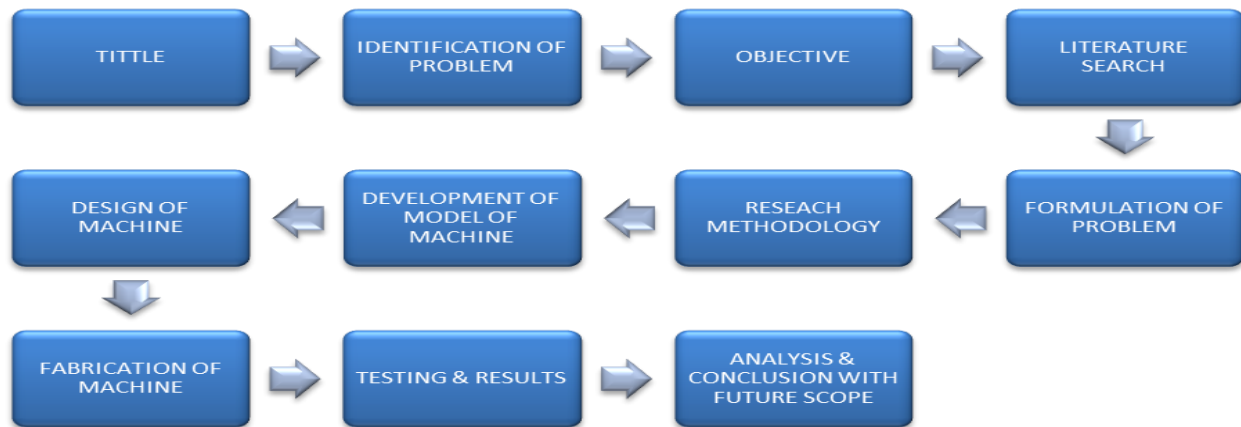 TITTLE
IDENTIFICATION OF
PROBLEM
OBJECTIVE
LITERATURE
SEARCH
FORMULATION OF
PROBLEM
RESEACH
METHODOLOGY
DEVELOPMENT OF
MODEL OF
MACHINE
DESIGN OF
MACHINE
FABRICATION OF
MACHINE
TESTING & RESULTS
ANALYSIS &
CONCLUSION WITH
FUTURE SCOPE